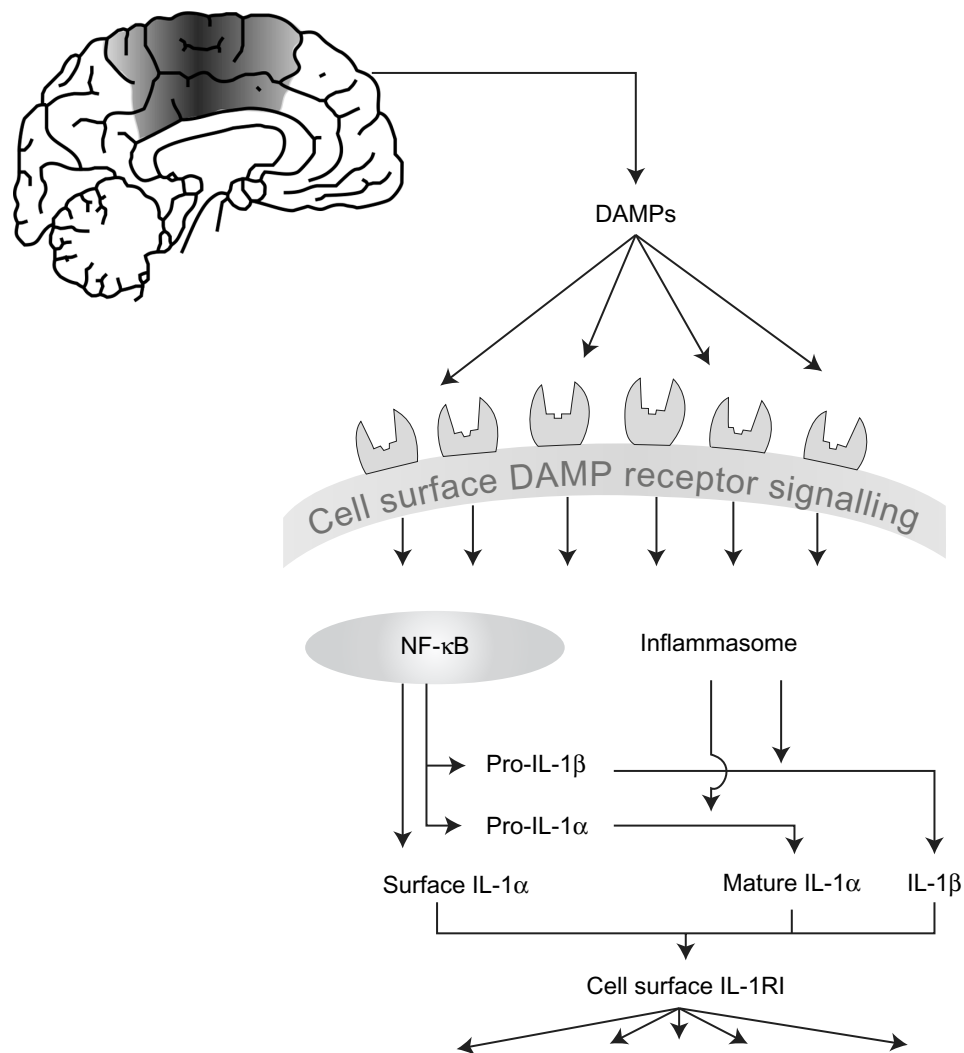 DAMPs
Cell surface DAMP receptor signalling
NF-κB
Inflammasome
Pro-IL-1β
Pro-IL-1α
Surface IL-1α
Mature IL-1α
IL-1β
Cell surface IL-1RI